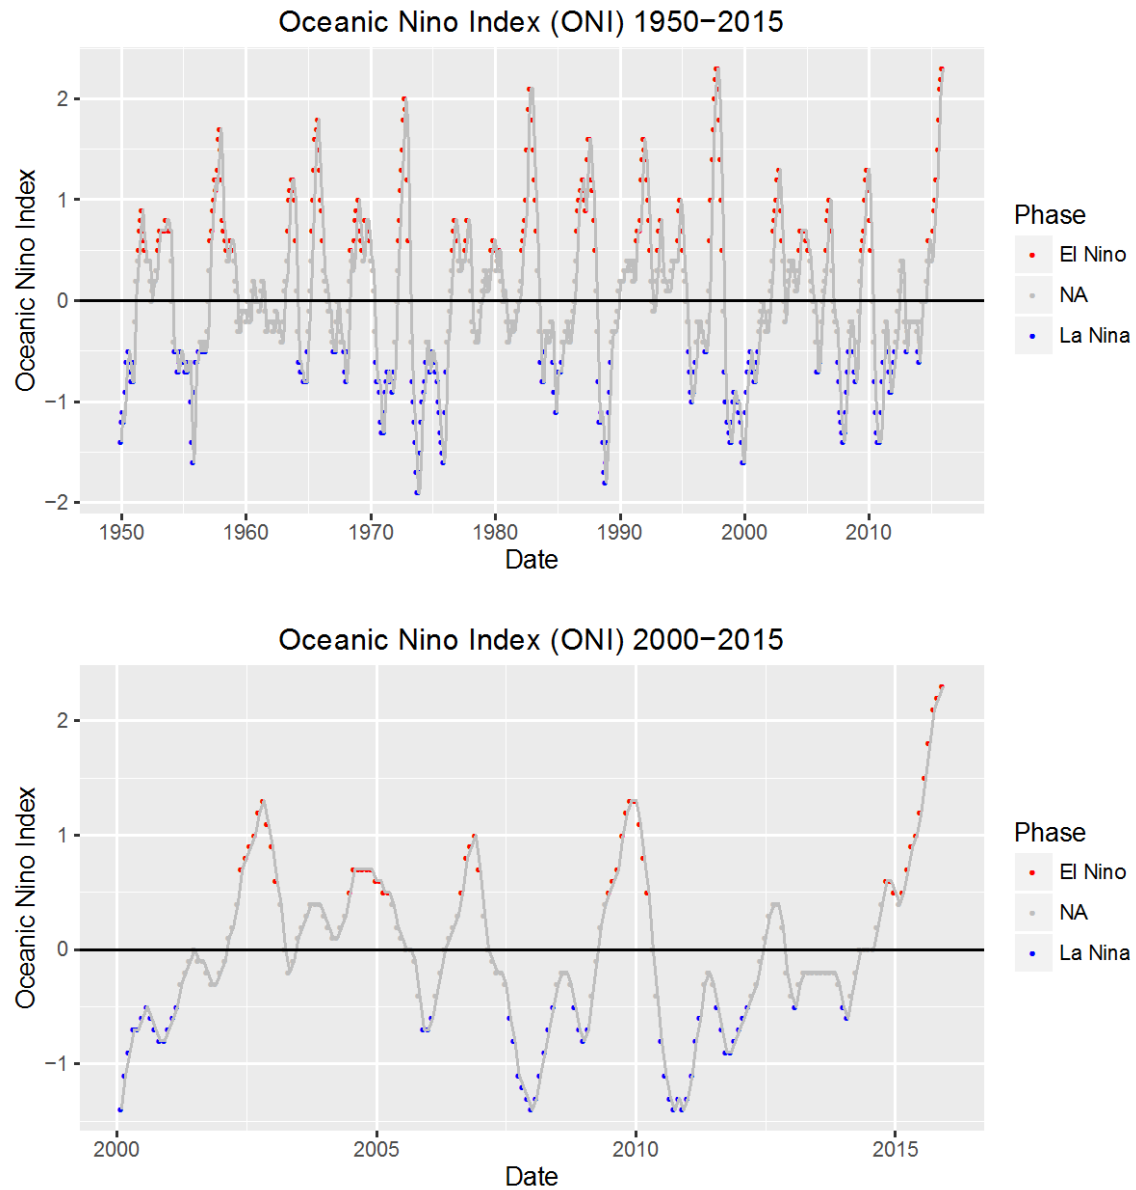 Oceanic Nino Index (ONI) 1950−2015
Oceanic Nino Index
2
1
0
−1
−2
1950 1960 1970 1980 1990 2000 2010
Date
Phase
El Nino
NA
La Nina
Oceanic Nino Index (ONI) 2000−2015
Oceanic Nino Index
2
1
0
−1
2000 2005 2010 2015
Date
Phase
El Nino
NA
La Nina